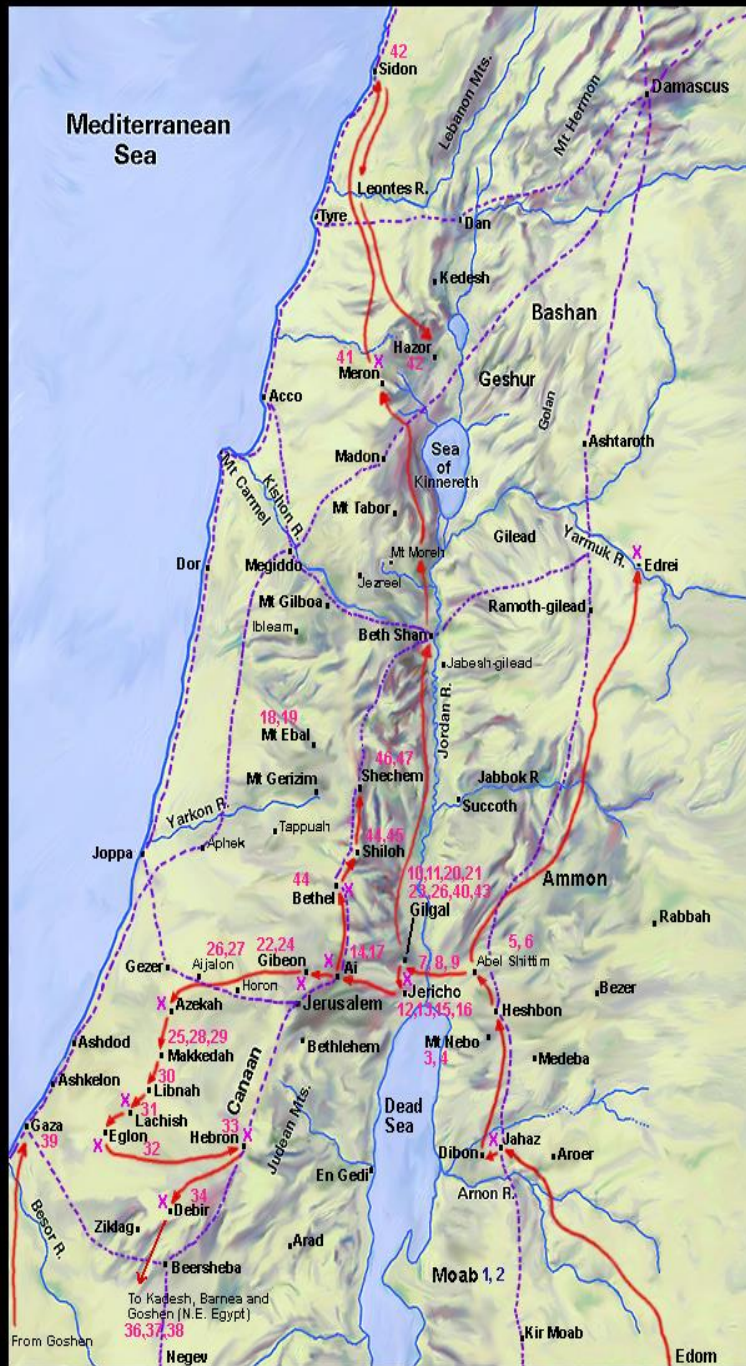 42
Sidon
Damascus
Lebanon Mts.
Mt Hermon
Mediterranean
Sea
Leontes R.
Tyre
Dan
Kedesh
Bashan
Hazor
42
41
Meron
Geshur
Golan
Acco
Ashtaroth
Sea
of
Kinnereth
Madon
Mt Carmel
Kishon R.
Mt Tabor
Gilead
Yarmuk R.
Mt Moreh
Edrei
Dor
Megiddo
Jezreel
Mt Gilboa
Ramoth-gilead
Ibleam
Beth Shan
Jabesh-gilead
Jordan R.
18,49
Mt Ebal
46,47
Shechem
Mt Gerizim
Jabbok R
Succoth
Yarkon R.
Tappuah
Joppa
Aphek
44,45
Shiloh
10,11,20,21
23,26,40,43
Gilgal
Ammon
44
Bethel
Rabbah
5, 6
Abel Shittim
14,17
Ai
7, 8, 9
26,27
22,24
Gibeon
Gezer
Aijalon
Horon
Jericho
12,13,15,16
Bezer
Azekah
Jerusalem
Heshbon
Ashdod
25,28,29
Makkedah
Bethlehem
Mt Nebo
3, 4
Medeba
Ashkelon
30
Libnah
Canaan
31
Lachish
Judean Mts.
Dead
Sea
Gaza
39
Eglon
32
33
Hebron
Jahaz
Dibon
Aroer
En Gedi
Arnon R.
34
Debir
Besor R.
Ziklag
Arad
Beersheba
Moab 1, 2
To Kadesh, Barnea and
Goshen (N.E. Egypt)
36,37,38
From Goshen
Negev
Kir Moab
Edom